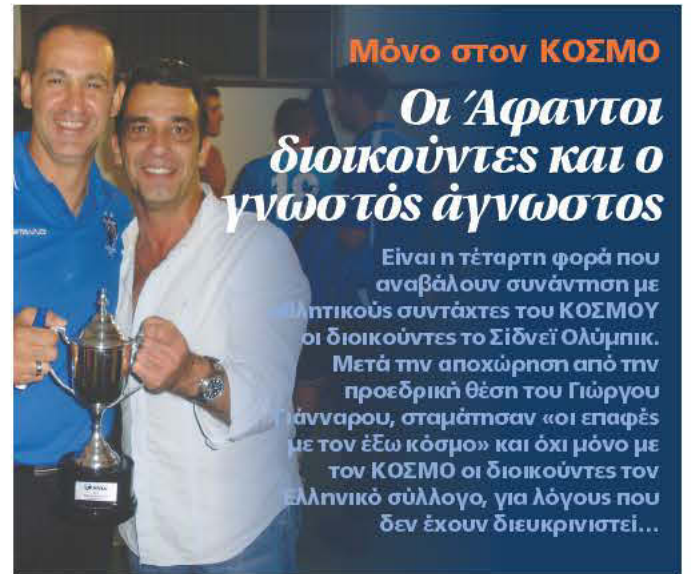 Μόνο στον ΚΟΣΜΟ
Οι Άφαντοι
διοικούντες και ο
γνωστός άγνωστος
Είναι η τέταρτη φορά που
αναβάλουν συνάντηση με
αθλητικούς συντάχτες του ΚΟΣΜΟΥ
οι διοικούντες το Σίδνεϊ Ολύμπικ.
Μετά την αποχώρηση από την
προεδρική θέση του Γιώργου
Γιάνναρου, σταμάτησαν «οι επαφές
με τον έξω κόσμο» και όχι μόνο με
τον ΚΟΣΜΟ οι διοικούντες τον
Ελληνικό σύλλογο, για λόγους που
δεν έχουν διευκρινιστεί...